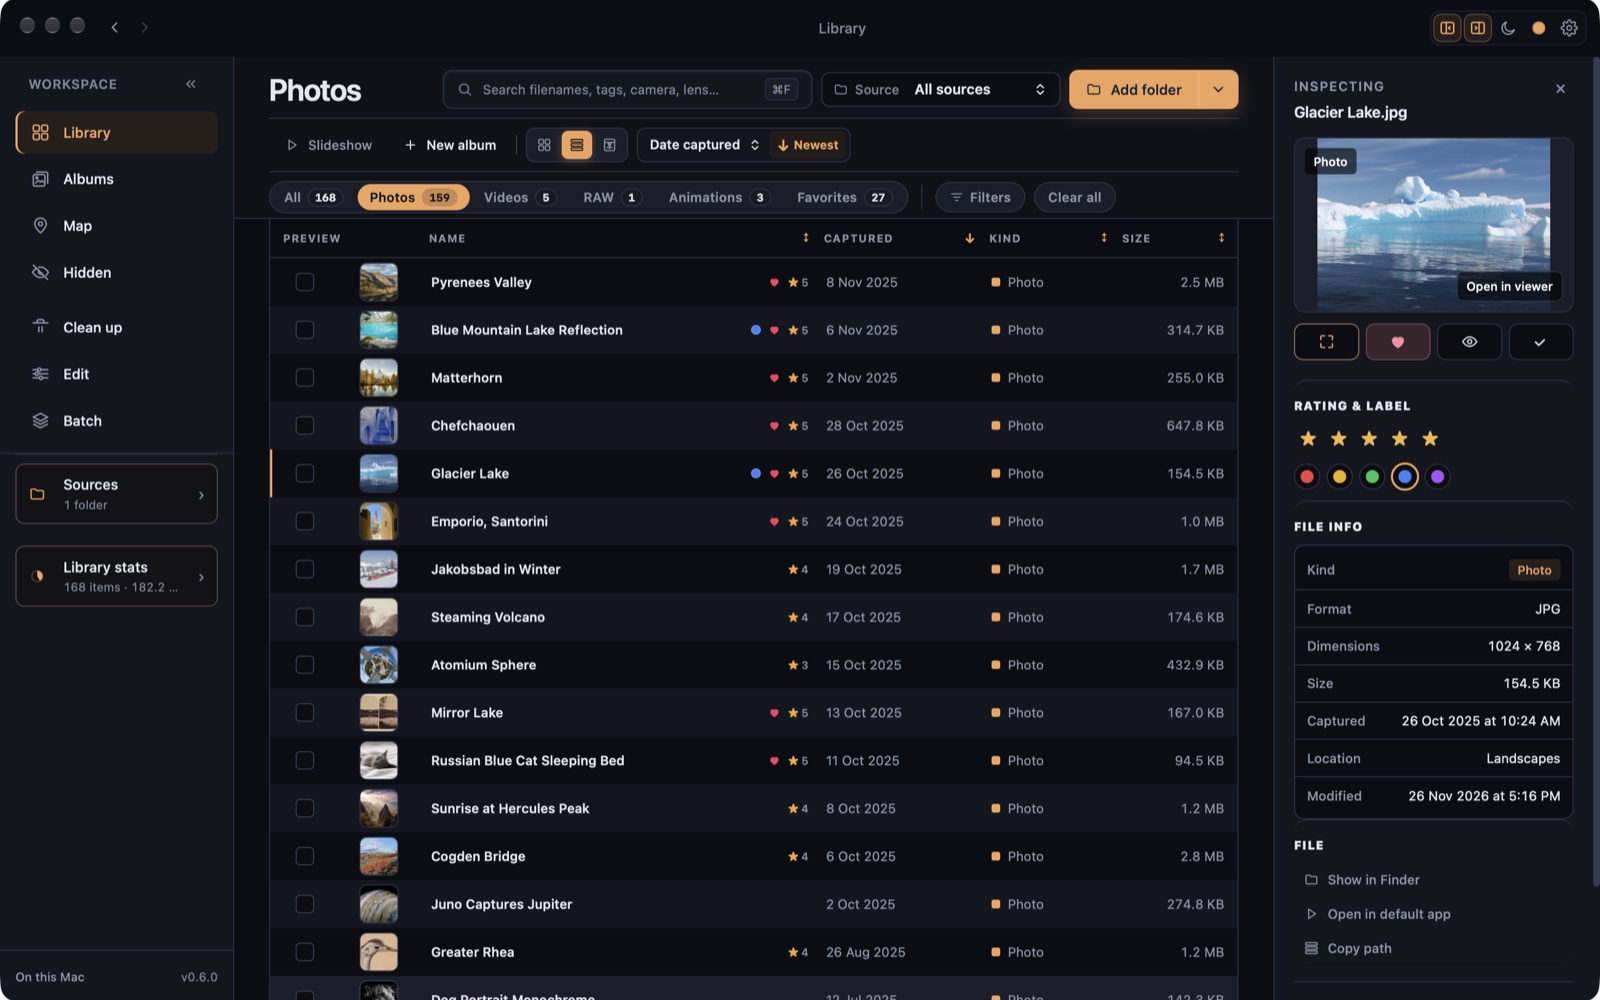 Library
WORKSPACE
Library
Albums
Map
Hidden
Clean up
Edit
Batch
Sources
1 folder
Library stats
168 items · 182.2 ...
On this Mac v0.6.0
Photos
Search filenames, tags, camera, lens... ⌘F
Source All sources
Add folder
Slideshow
New album
Date captured
Newest
All 168
Photos 159
Videos 5
RAW 1
Animations 3
Favorites 27
Filters
Clear all
PREVIEW NAME CAPTURED KIND SIZE
Pyrenees Valley 5 8 Nov 2025 Photo 2.5 MB
Blue Mountain Lake Reflection 5 6 Nov 2025 Photo 314.7 KB
Matterhorn 5 2 Nov 2025 Photo 255.0 KB
Chefchaouen 5 28 Oct 2025 Photo 647.8 KB
Glacier Lake 5 26 Oct 2025 Photo 154.5 KB
Emporio, Santorini 5 24 Oct 2025 Photo 1.0 MB
Jakobsbad in Winter 4 19 Oct 2025 Photo 1.7 MB
Steaming Volcano 4 17 Oct 2025 Photo 174.6 KB
Atomium Sphere 3 15 Oct 2025 Photo 432.9 KB
Mirror Lake 5 13 Oct 2025 Photo 167.0 KB
Russian Blue Cat Sleeping Bed 5 11 Oct 2025 Photo 94.5 KB
Sunrise at Hercules Peak 4 8 Oct 2025 Photo 1.2 MB
Cogden Bridge 4 6 Oct 2025 Photo 2.8 MB
Juno Captures Jupiter 2 Oct 2025 Photo 274.8 KB
Greater Rhea 4 26 Aug 2025 Photo 1.2 MB
Dog Portrait Monochrome 12 Jul 2025 Photo 142.3 KB
INSPECTING
Glacier Lake.jpg
Photo
Open in viewer
RATING & LABEL
FILE INFO
Kind Photo
Format JPG
Dimensions 1024 × 768
Size 154.5 KB
Captured 26 Oct 2025 at 10:24 AM
Location Landscapes
Modified 26 Nov 2026 at 5:16 PM
FILE
Show in Finder
Open in default app
Copy path